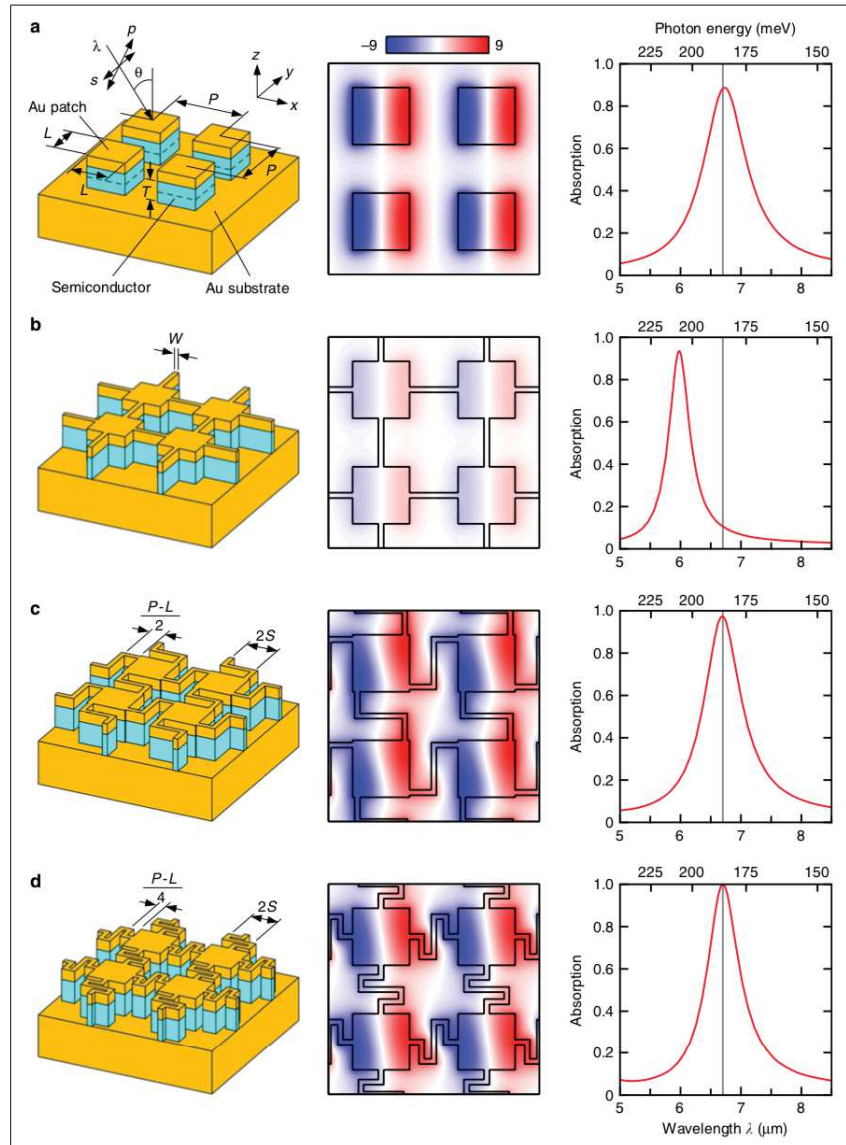 a
λ
p
s
θ
z
y
x
P
Au patch
L
P
L
T
Semiconductor
Au substrate
–9
9
Photon energy (meV)
225 200 175 150
1.0
0.8
0.6
0.4
0.2
0
Absorption
5 6 7 8
b
W
225 200 175 150
1.0
0.8
0.6
0.4
0.2
0
Absorption
5 6 7 8
c
P-L
2
2S
225 200 175 150
1.0
0.8
0.6
0.4
0.2
0
Absorption
5 6 7 8
d
P-L
4
2S
225 200 175 150
1.0
0.8
0.6
0.4
0.2
0
Absorption
5 6 7 8
Wavelength λ (μm)